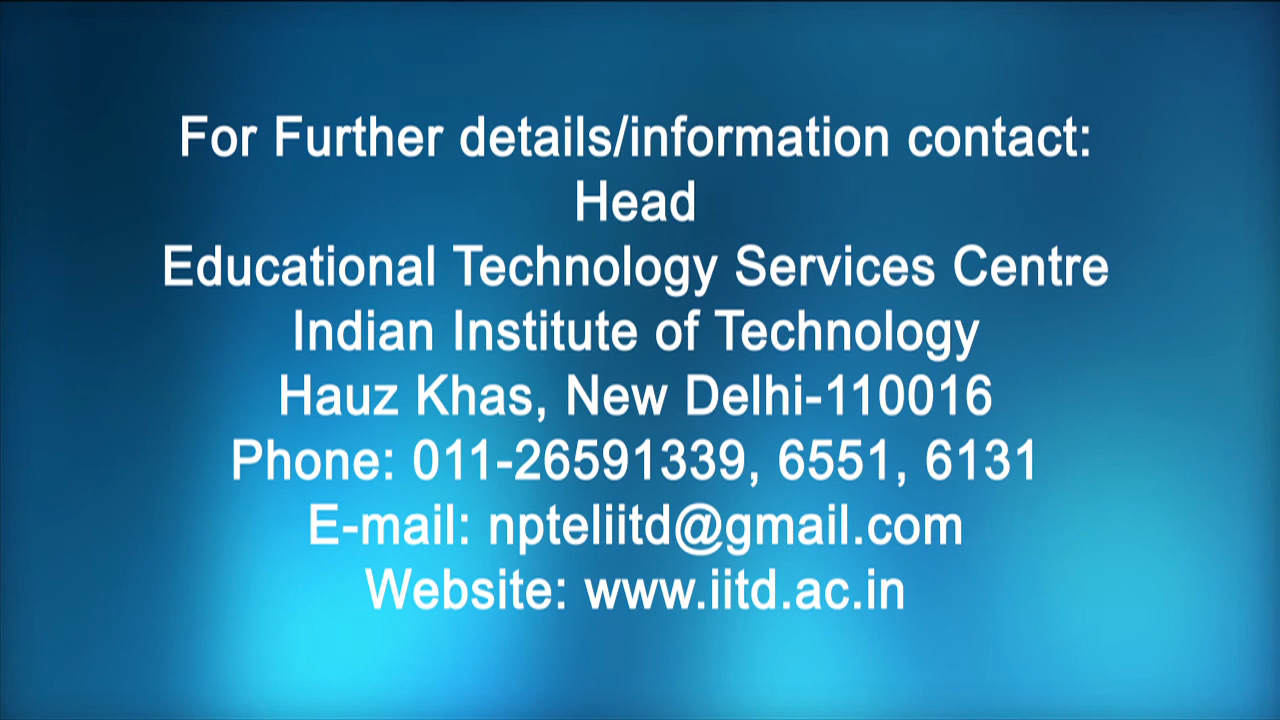 For Further details/information contact:
Head
Educational Technology Services Centre
Indian Institute of Technology
Hauz Khas, New Delhi-110016
Phone: 011-26591339, 6551, 6131
E-mail: npteliitd@gmail.com
Website: www.iitd.ac.in